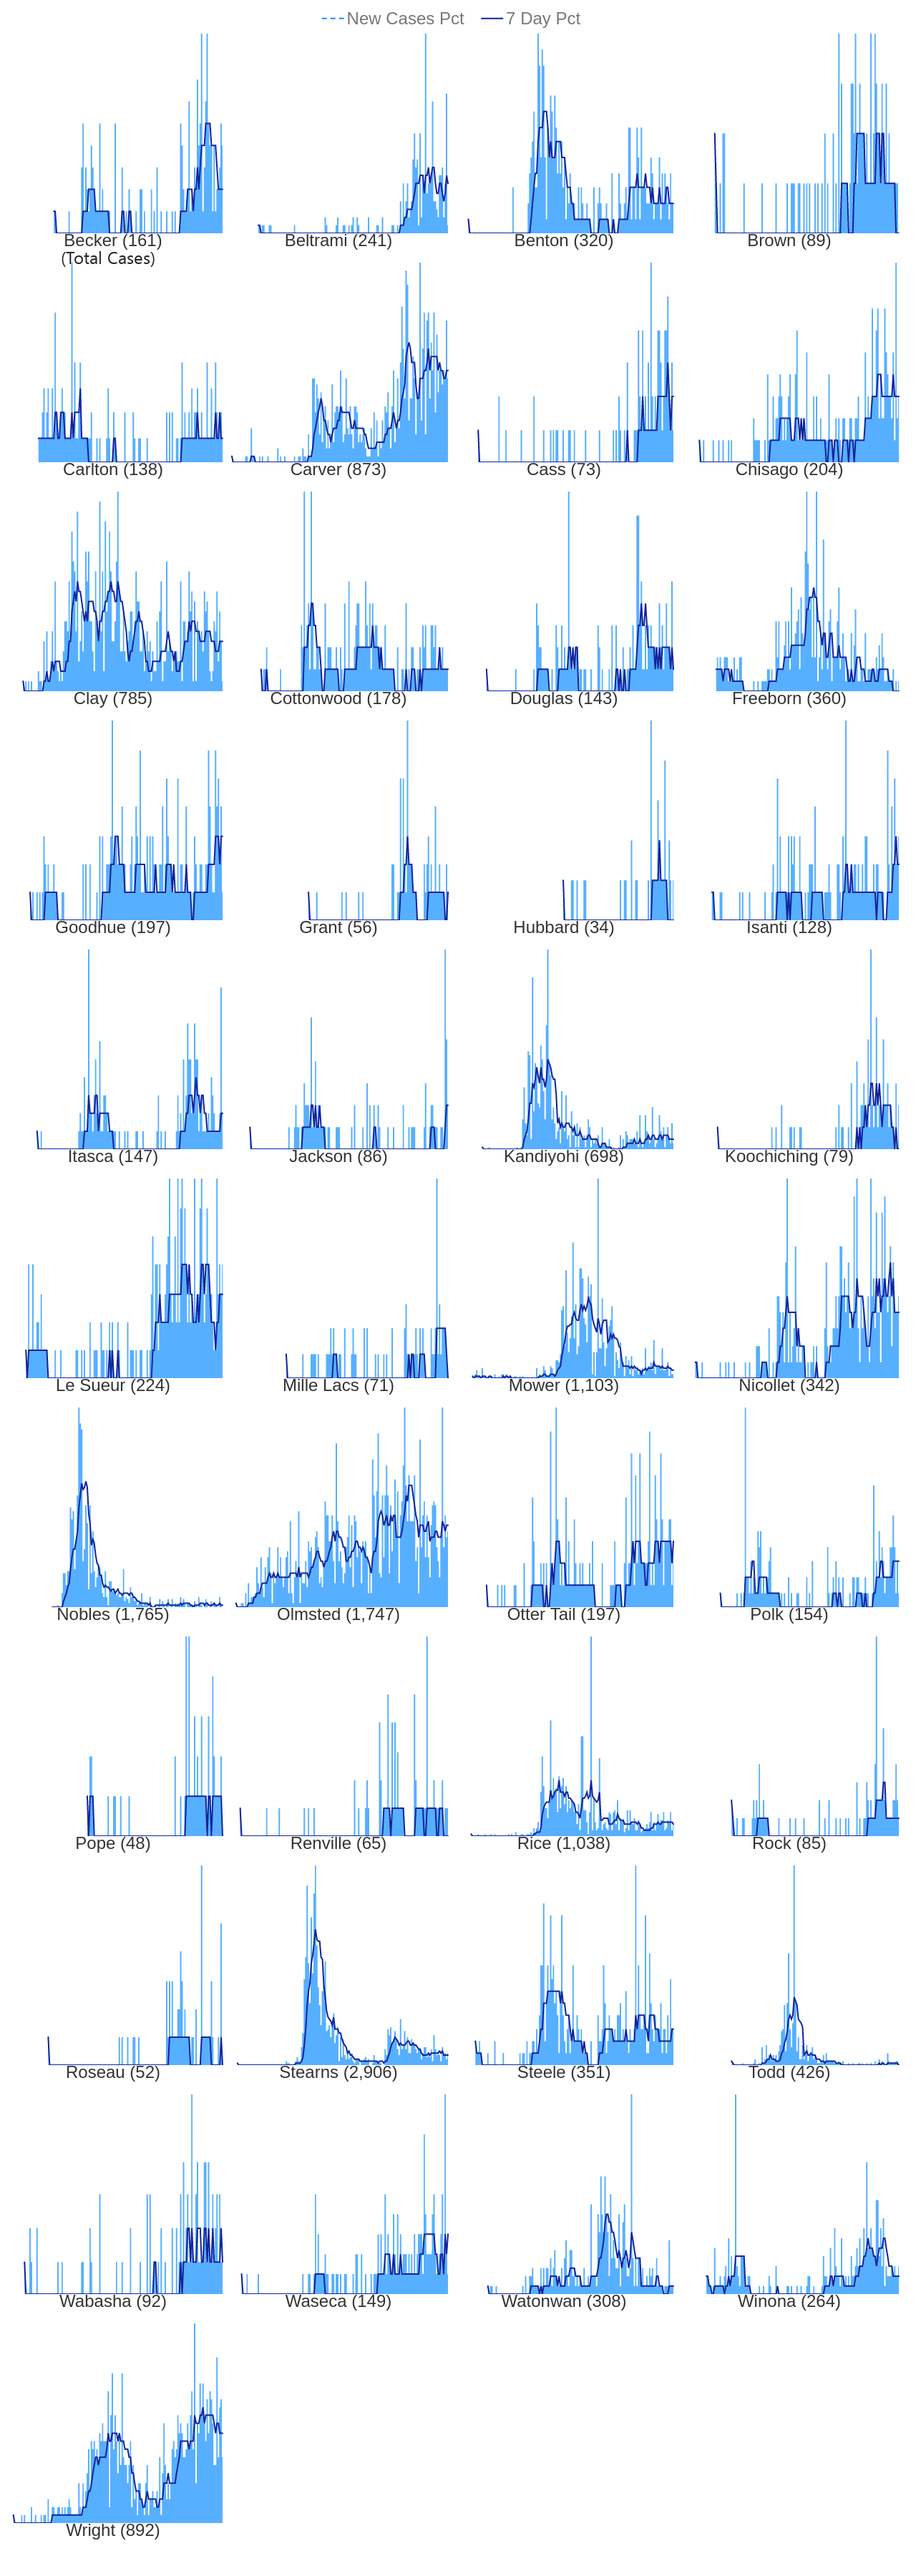 New Cases Pct 7 Day Pct
Becker (161) Beltrami (241) Benton (320) Brown (89)
(Total Cases)
Carlton (138) Carver (873) Cass (73) Chisago (204)
Clay (785) Cottonwood (178) Douglas (143) Freeborn (360)
Goodhue (197) Grant (56) Hubbard (34) Isanti (128)
Itasca (147) Jackson (86) Kandiyohi (698) Koochiching (79)
Le Sueur (224) Mille Lacs (71) Mower (1,103) Nicollet (342)
Nobles (1,765) Olmsted (1,747) Otter Tail (197) Polk (154)
Pope (48) Renville (65) Rice (1,038) Rock (85)
Roseau (52) Stearns (2,906) Steele (351) Todd (426)
Wabasha (92) Waseca (149) Watonwan (308) Winona (264)
Wright (892)